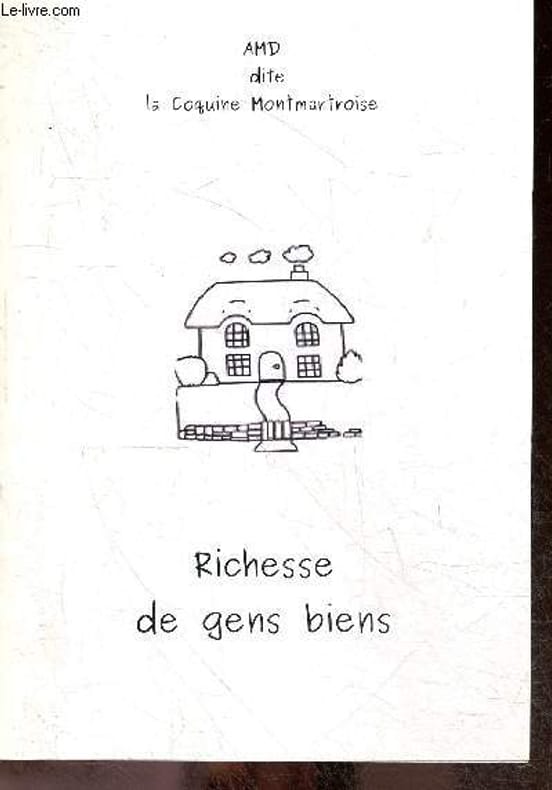 Le-livre.com
AMD
dite
la Coquine Montmartroise
Richesse
de gens biens